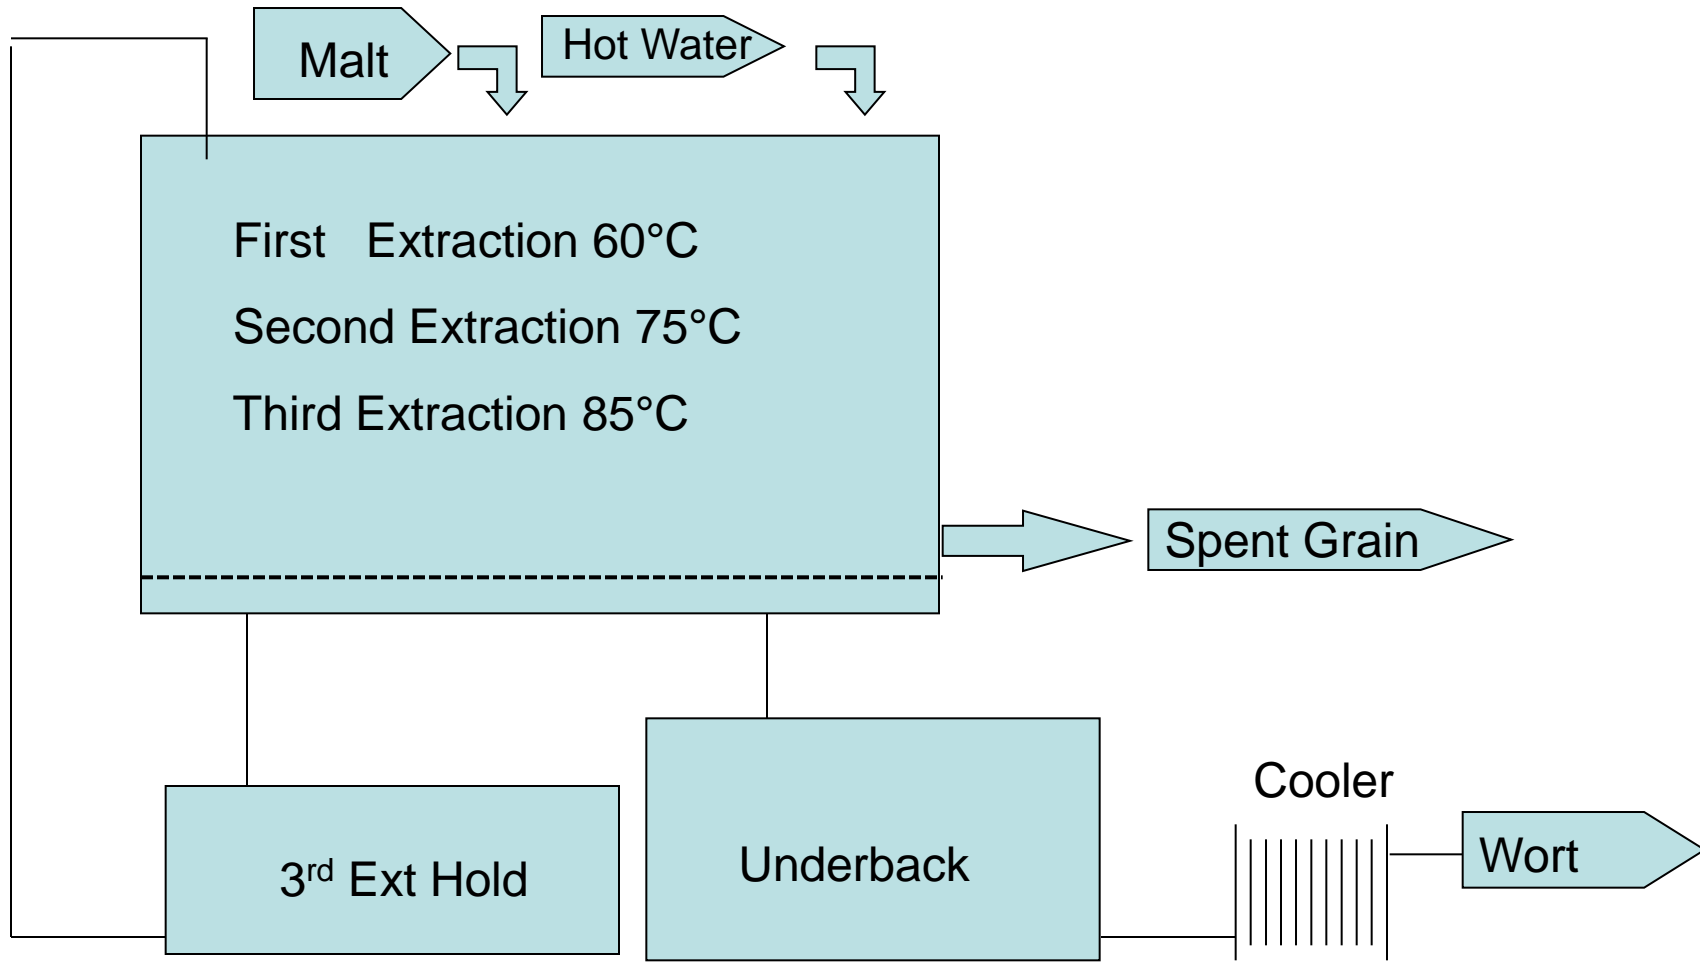 Malt
Hot Water
First Extraction 60°C
Second Extraction 75°C
Third Extraction 85°C
Spent Grain
Cooler
3rd Ext Hold
Underback
Wort